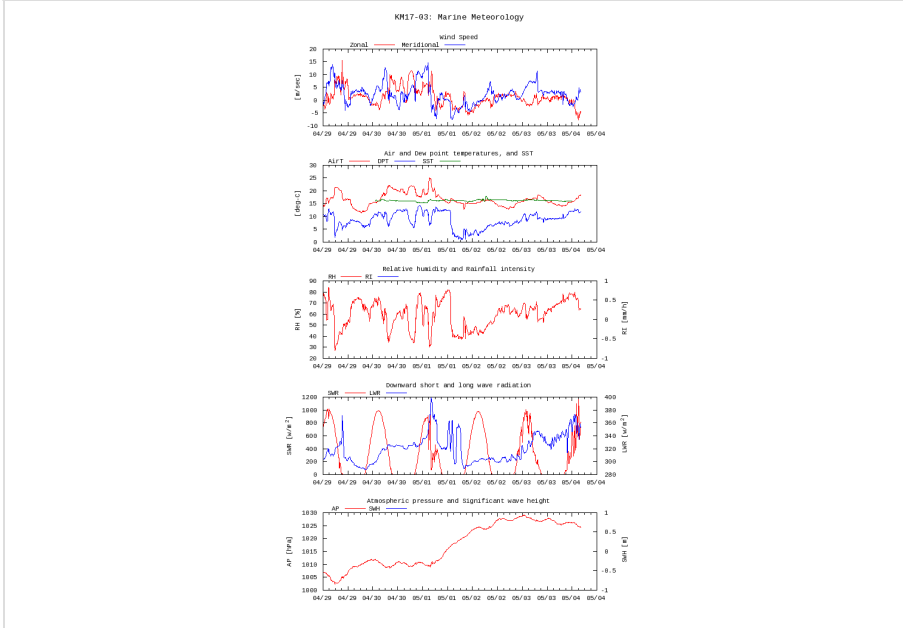 KM17-03: Marine Meteorology
Wind Speed
Zonal Meridional
20
15
10
5
0
-5
-10
[m/sec]
04/29 04/29 04/30 04/30 05/01 05/01 05/02 05/02 05/03 05/03 05/04 05/04
Air and Dew point temperatures, and SST
AirT DPT SST
30
25
20
15
10
5
0
[deg-C]
04/29 04/29 04/30 04/30 05/01 05/01 05/02 05/02 05/03 05/03 05/04 05/04
Relative humidity and Rainfall intensity
RH RI
90 1
80
70 0.5
60
50 0
40 -0.5
30
20 -1
RH [%]
RI [mm/h]
04/29 04/29 04/30 04/30 05/01 05/01 05/02 05/02 05/03 05/03 05/04 05/04
Downward short and long wave radiation
SWR LWR
1200 400
1000 380
800 360
600 340
400 320
200 300
0 280
SWR [w/m²]
LWR [w/m²]
04/29 04/29 04/30 04/30 05/01 05/01 05/02 05/02 05/03 05/03 05/04 05/04
Atmospheric pressure and Significant wave height
AP SWH
1030 1
1025 0.5
1020
1015 0
1010
1005 -0.5
1000 -1
AP [hPa]
SWH [m]
04/29 04/29 04/30 04/30 05/01 05/01 05/02 05/02 05/03 05/03 05/04 05/04